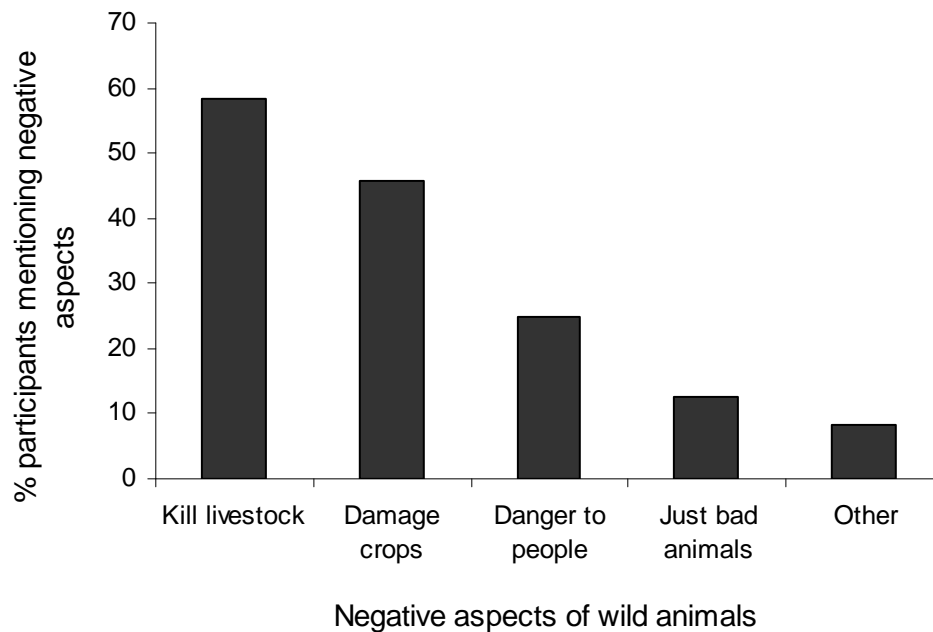 % participants mentioning negative
aspects
70
60
50
40
30
20
10
0
Kill livestock
Damage
crops
Danger to
people
Just bad
animals
Other
Negative aspects of wild animals